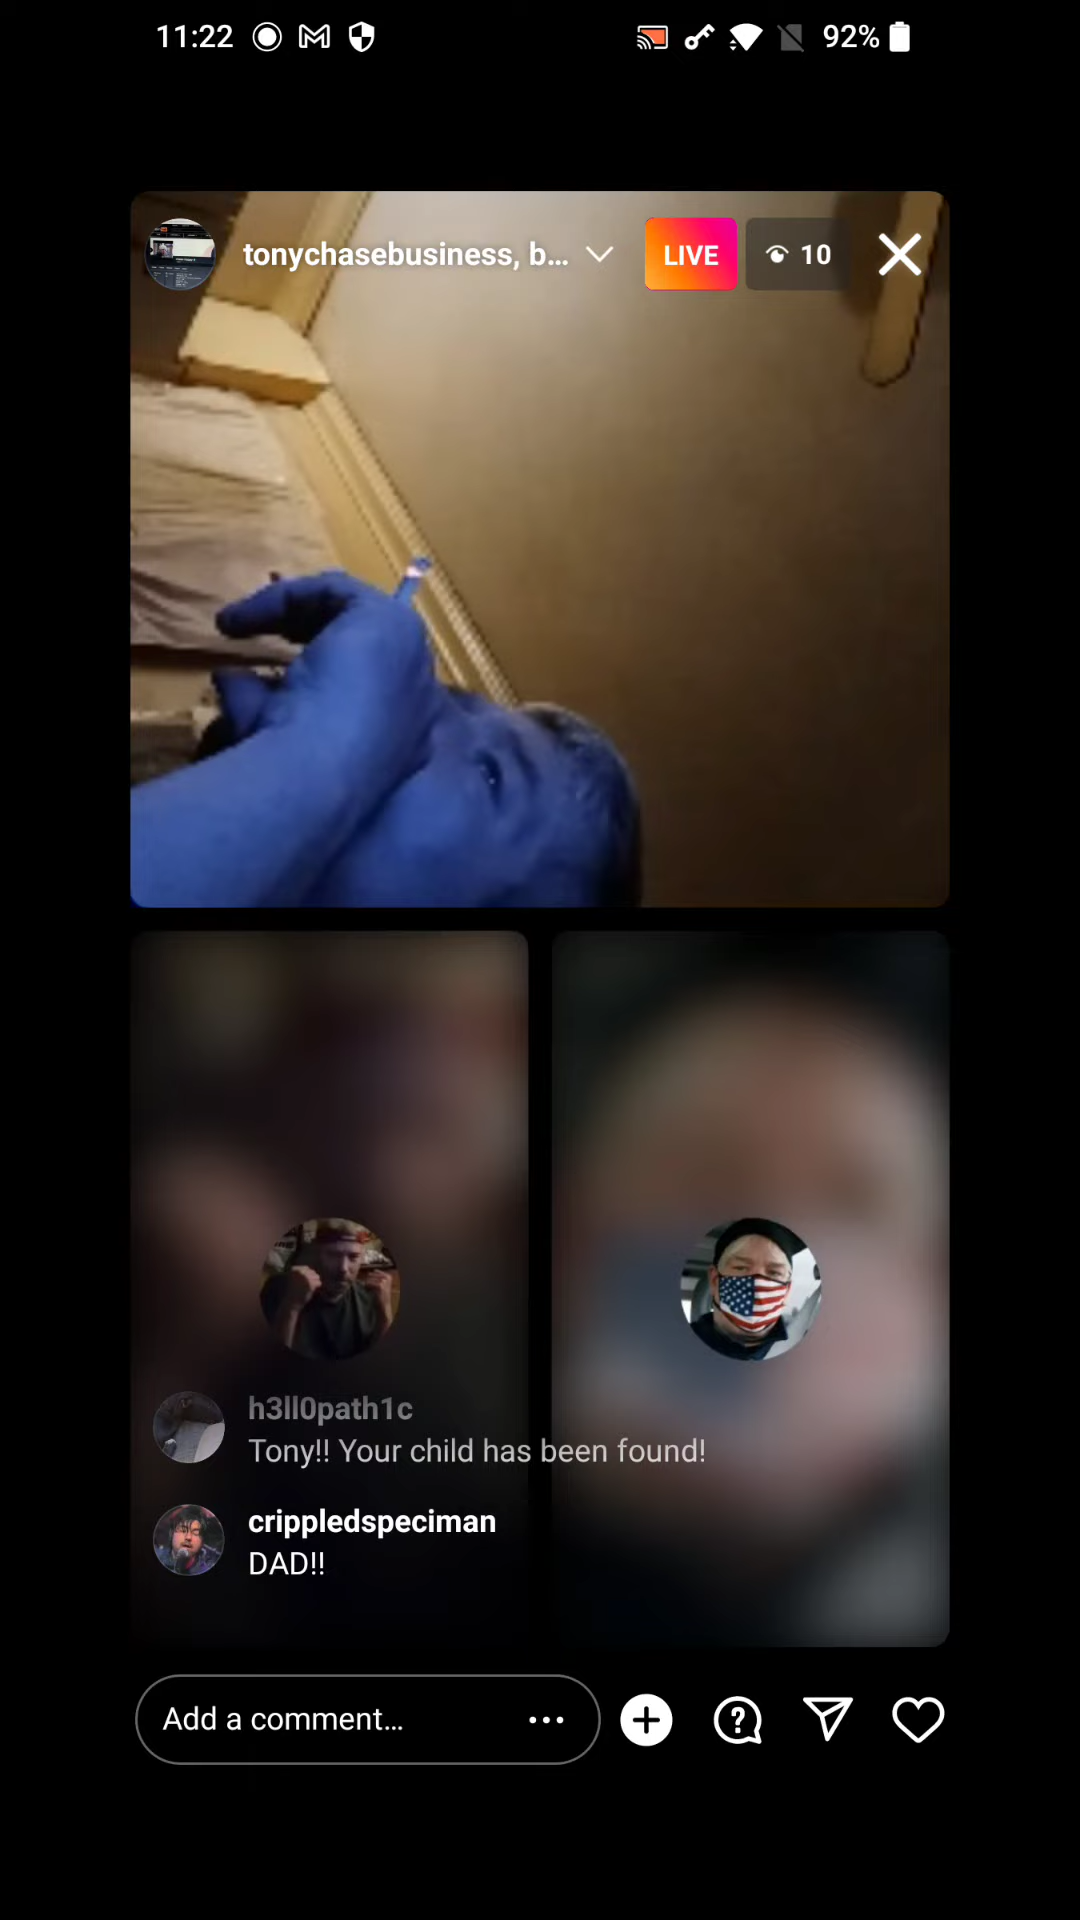 11:22
92%
tonychasebusiness, b...
LIVE
10
h3ll0path1c
Tony!! Your child has been found!
crippledspeciman
DAD!!
Add a comment...